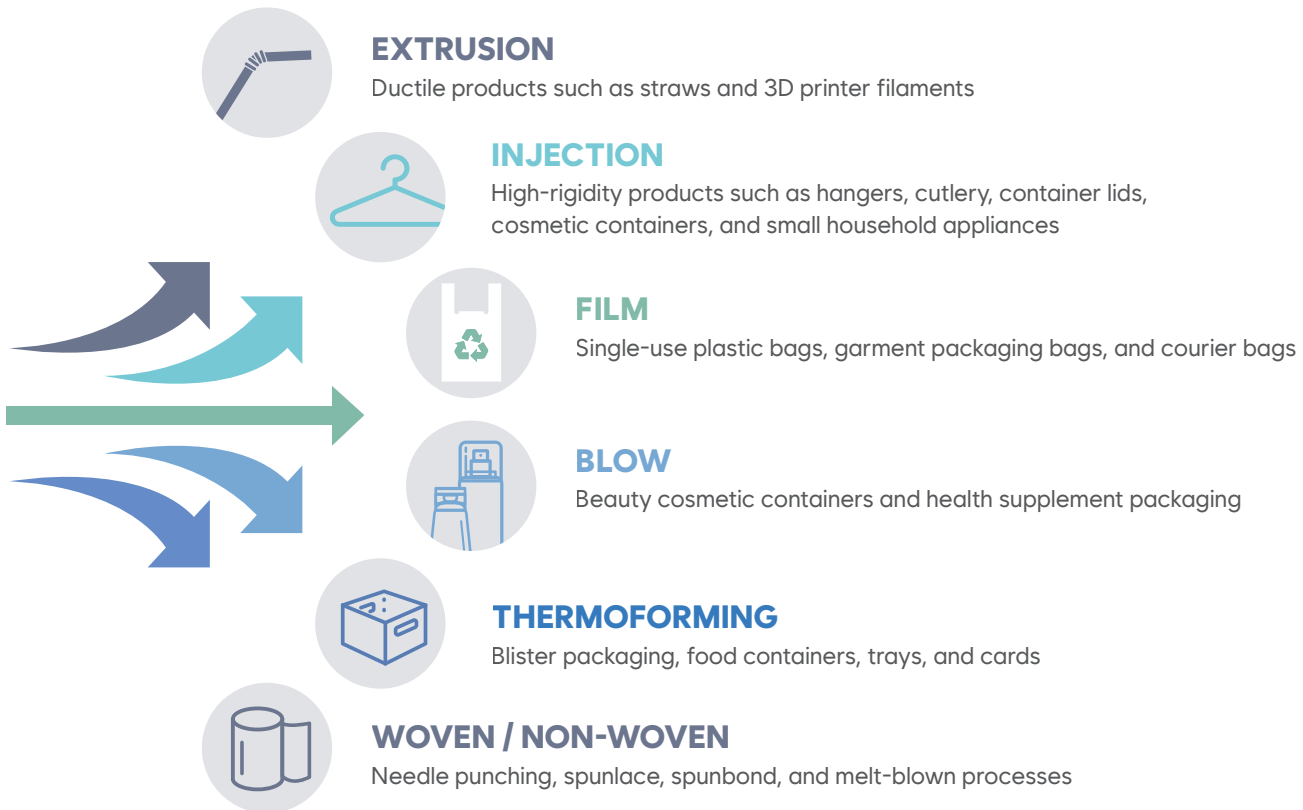 EXTRUSION
Ductile products such as straws and 3D printer filaments
INJECTION
High-rigidity products such as hangers, cutlery, container lids,
cosmetic containers, and small household appliances
FILM
Single-use plastic bags, garment packaging bags, and courier bags
BLOW
Beauty cosmetic containers and health supplement packaging
THERMOFORMING
Blister packaging, food containers, trays, and cards
WOVEN / NON-WOVEN
Needle punching, spunlace, spunbond, and melt-blown processes